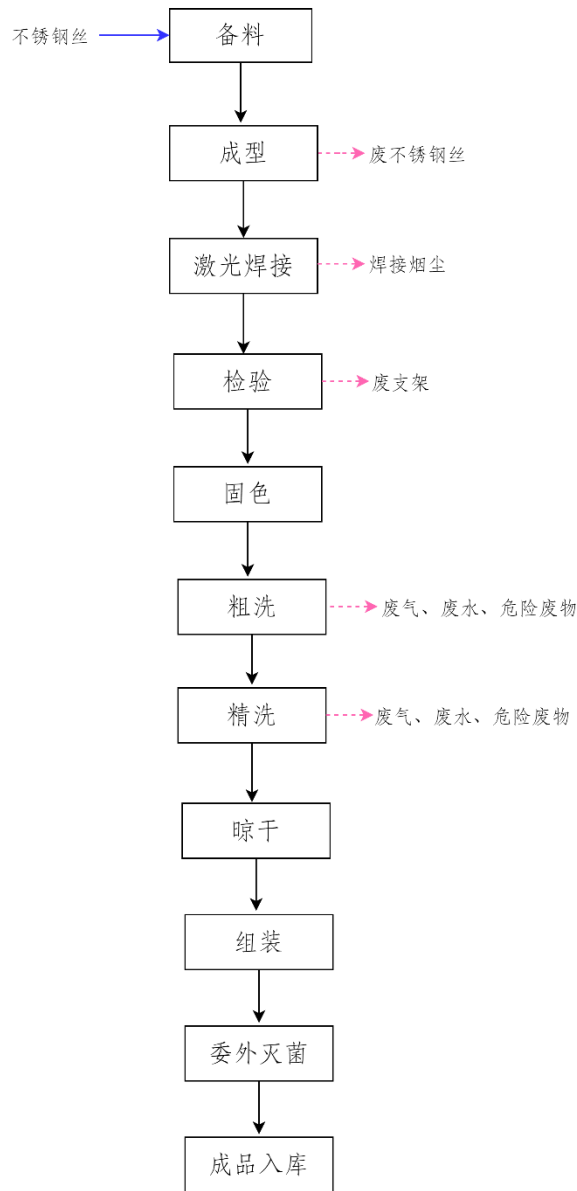 不锈钢丝
备料
成型
废不锈钢丝
激光焊接
焊接烟尘
检验
废支架
固色
粗洗
废气、废水、危险废物
精洗
废气、废水、危险废物
晾干
组装
委外灭菌
成品入库